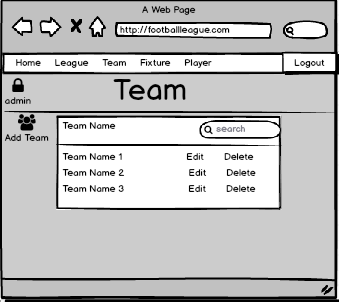 A Web Page
http://footballleague.com
Home League Team Fixture Player Logout
admin
Team
Add Team
Team Name
search
Team Name 1 Edit Delete
Team Name 2 Edit Delete
Team Name 3 Edit Delete